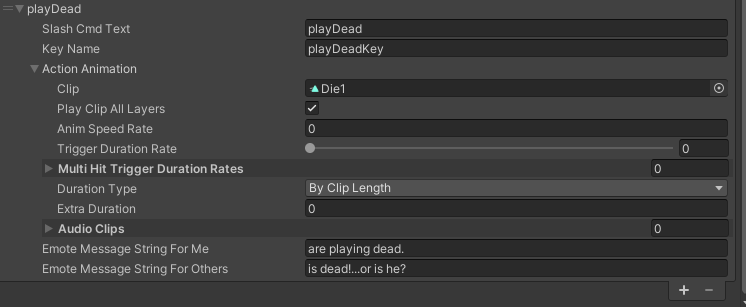 playDead
Slash Cmd Text playDead
Key Name playDeadKey
Action Animation
Clip Die1
Play Clip All Layers
Anim Speed Rate 0
Trigger Duration Rate 0
Multi Hit Trigger Duration Rates 0
Duration Type By Clip Length
Extra Duration 0
Audio Clips 0
Emote Message String For Me are playing dead.
Emote Message String For Others is dead!...or is he?